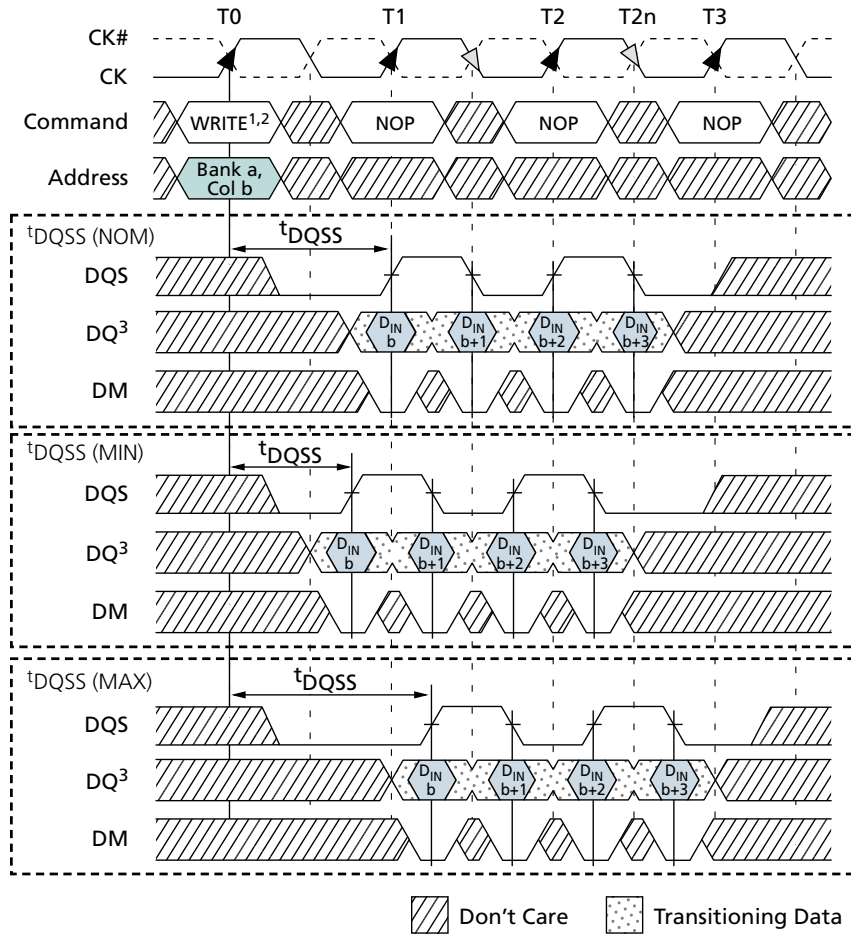 T0 T1 T2 T2n T3
CK#
CK
Command WRITE1,2 NOP NOP NOP
Address Bank a,
Col b
tDQSS (NOM) tDQSS
DQS
DQ3 DIN DIN DIN DIN
b b+1 b+2 b+3
DM
tDQSS (MIN) tDQSS
DQS
DQ3 DIN DIN DIN DIN
b b+1 b+2 b+3
DM
tDQSS (MAX) tDQSS
DQS
DQ3 DIN DIN DIN DIN
b b+1 b+2 b+3
DM
Don't Care Transitioning Data